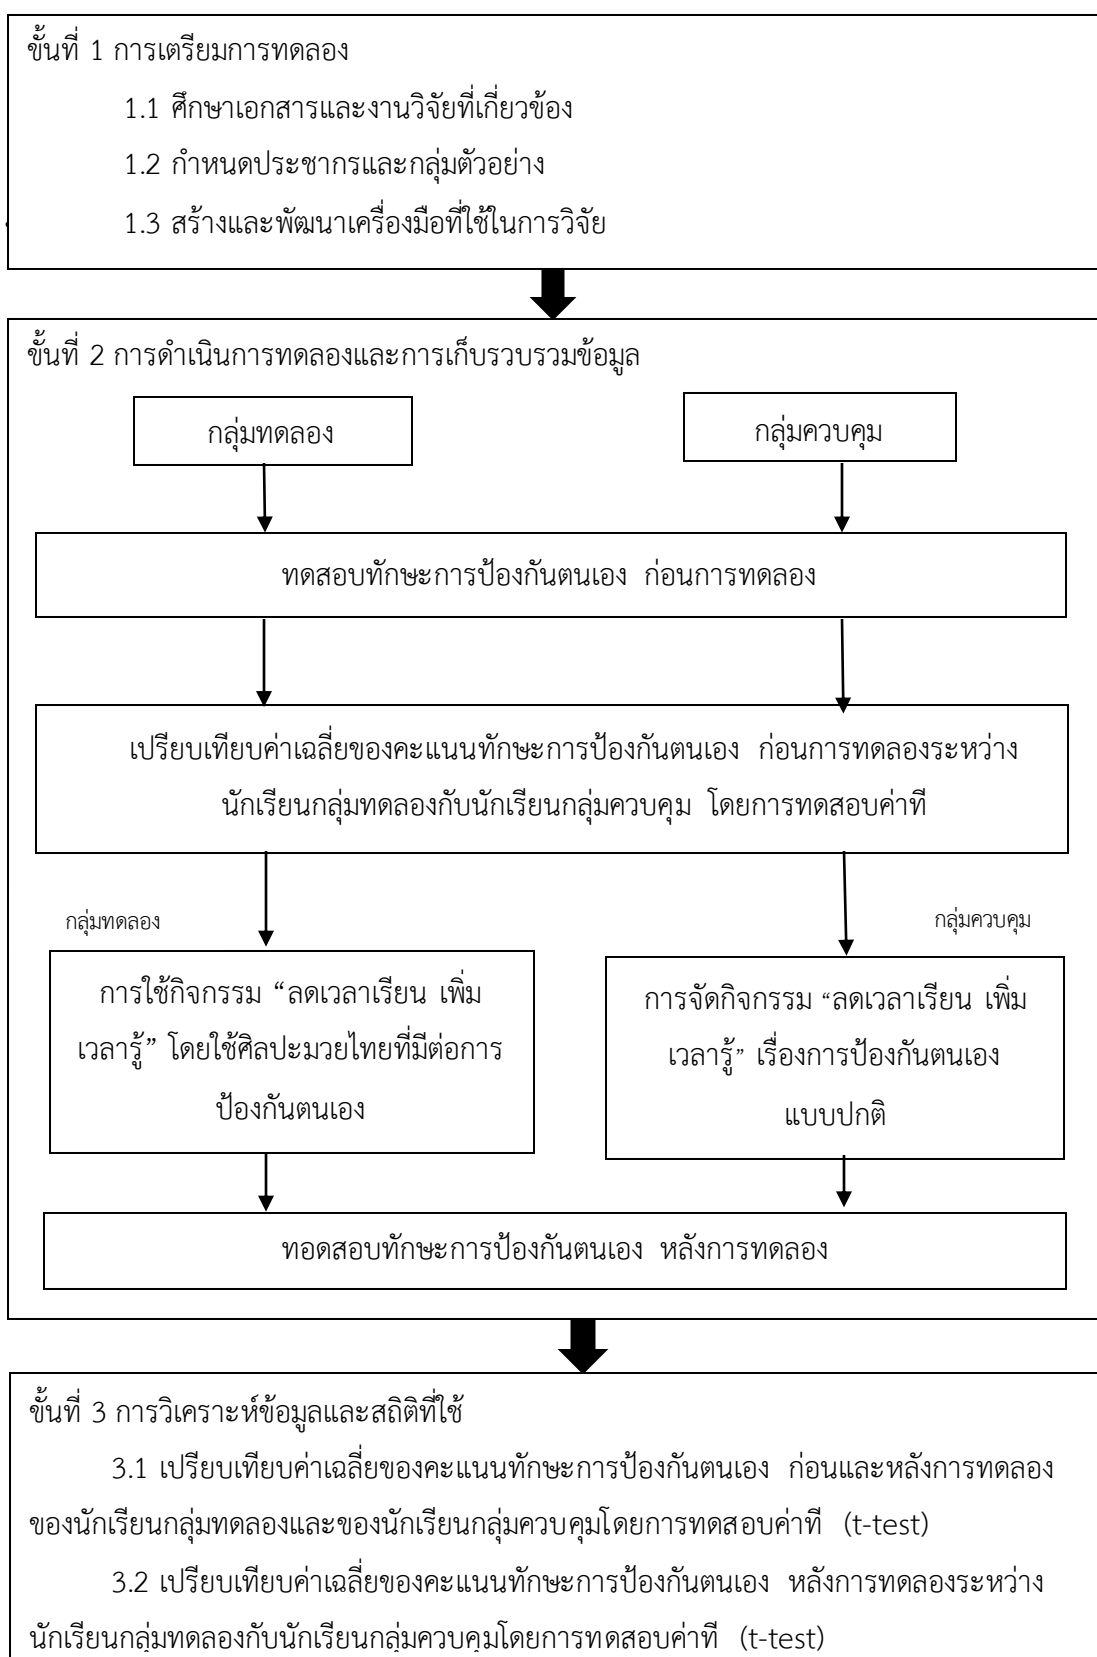 ขั้นที่ 1 การเตรียมการทดลอง
1.1 ศึกษาเอกสารและงานวิจัยที่เกี่ยวข้อง
1.2 กำหนดประชากรและกลุ่มตัวอย่าง
1.3 สร้างและพัฒนาเครื่องมือที่ใช้ในการวิจัย
ขั้นที่ 2 การดำเนินการทดลองและการเก็บรวบรวมข้อมูล
กลุ่มทดลอง
กลุ่มควบคุม
ทดสอบทักษะการป้องกันตนเอง ก่อนการทดลอง
เปรียบเทียบค่าเฉลี่ยของคะแนนทักษะการป้องกันตนเอง ก่อนการทดลองระหว่าง
นักเรียนกลุ่มทดลองกับนักเรียนกลุ่มควบคุม โดยการทดสอบค่าที
กลุ่มทดลอง
กลุ่มควบคุม
การใช้กิจกรรม “ลดเวลาเรียน เพิ่ม
เวลารู้” โดยใช้ศิลปะมวยไทยที่มีต่อการ
ป้องกันตนเอง
การจัดกิจกรรม “ลดเวลาเรียน เพิ่ม
เวลารู้” เรื่องการป้องกันตนเอง
แบบปกติ
ทอดสอบทักษะการป้องกันตนเอง หลังการทดลอง
ขั้นที่ 3 การวิเคราะห์ข้อมูลและสถิติที่ใช้
3.1 เปรียบเทียบค่าเฉลี่ยของคะแนนทักษะการป้องกันตนเอง ก่อนและหลังการทดลอง
ของนักเรียนกลุ่มทดลองและของนักเรียนกลุ่มควบคุมโดยการทดสอบค่าที (t-test)
3.2 เปรียบเทียบค่าเฉลี่ยของคะแนนทักษะการป้องกันตนเอง หลังการทดลองระหว่าง
นักเรียนกลุ่มทดลองกับนักเรียนกลุ่มควบคุมโดยการทดสอบค่าที (t-test)